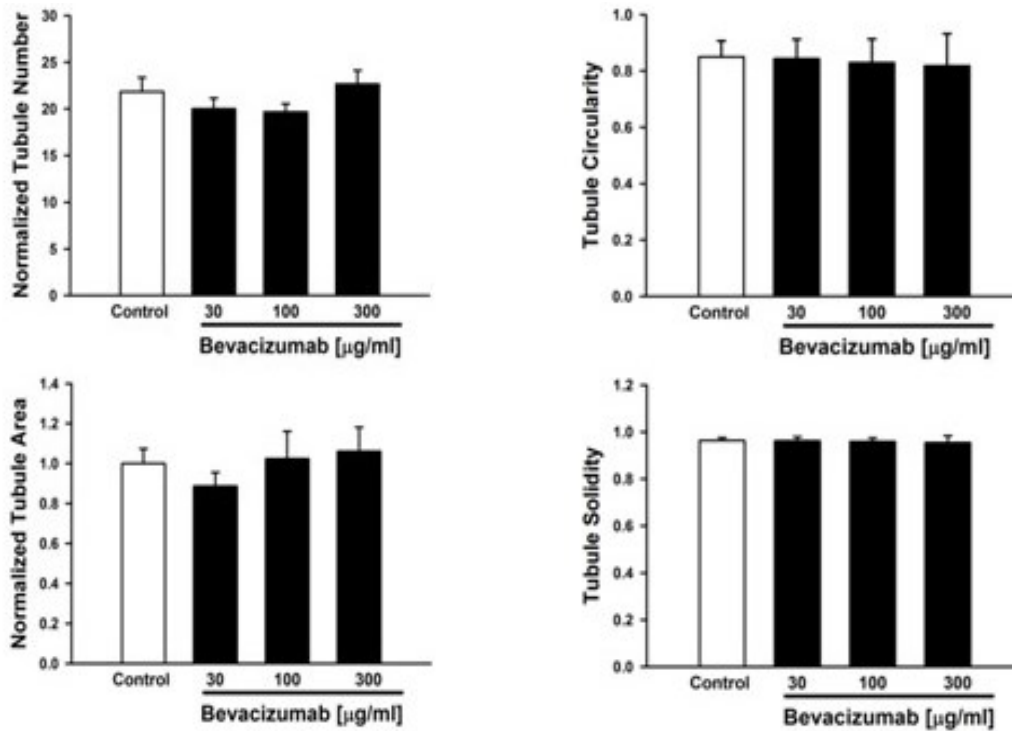 Normalized Tubule Number
30
25
20
15
10
5
0
Control 30 100 300
Bevacizumab [µg/ml]
Tubule Circularity
1.0
0.8
0.6
0.4
0.2
0.0
Control 30 100 300
Bevacizumab [µg/ml]
Normalized Tubule Area
1.4
1.2
1.0
0.8
0.6
0.4
0.2
0.0
Control 30 100 300
Bevacizumab [µg/ml]
Tubule Solidity
1.2
1.0
0.8
0.6
0.4
0.2
0.0
Control 30 100 300
Bevacizumab [µg/ml]